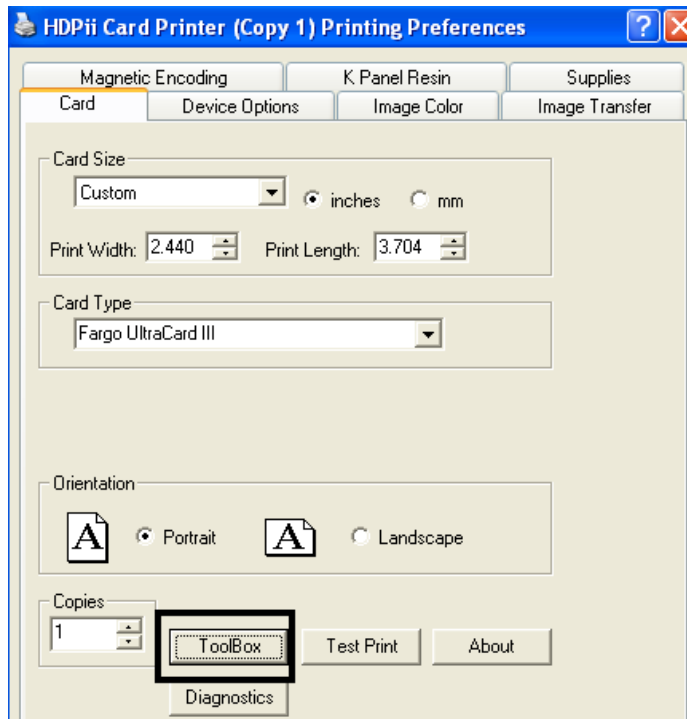 HDPii Card Printer (Copy 1) Printing Preferences
Magnetic Encoding K Panel Resin Supplies
Card Device Options Image Color Image Transfer
Card Size
Custom inches mm
Print Width: 2.440 Print Length: 3.704
Card Type
Fargo UltraCard III
Orientation
A Portrait A Landscape
Copies
1 ToolBox Test Print About
Diagnostics